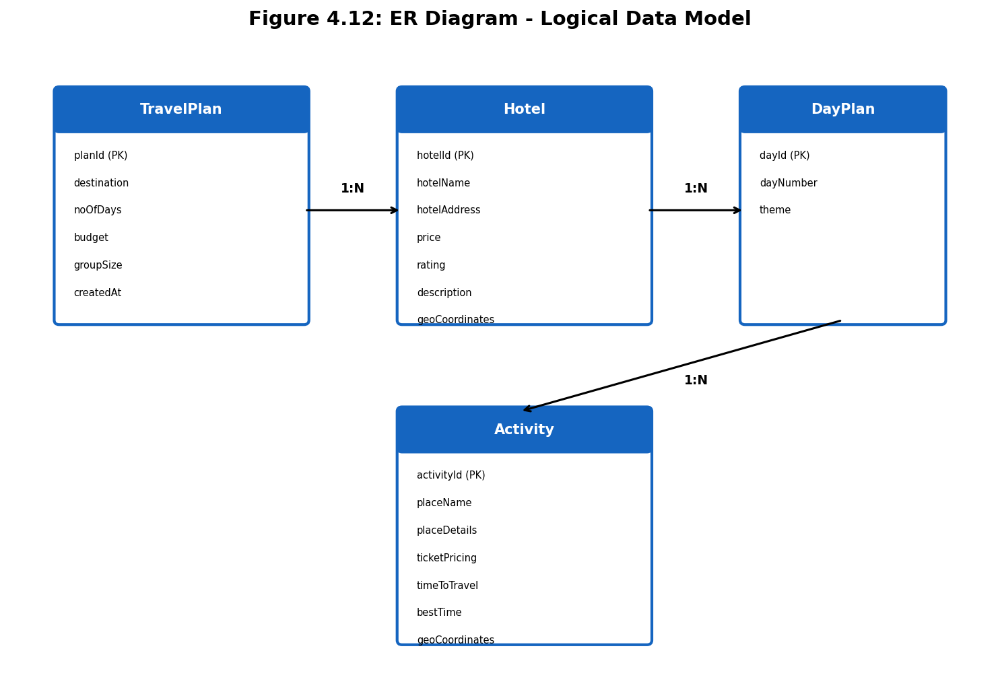 Figure 4.12: ER Diagram - Logical Data Model
TravelPlan
planId (PK)
destination
noOfDays
budget
groupSize
createdAt
1:N
Hotel
hotelId (PK)
hotelName
hotelAddress
price
rating
description
geoCoordinates
1:N
DayPlan
dayId (PK)
dayNumber
theme
1:N
Activity
activityId (PK)
placeName
placeDetails
ticketPricing
timeToTravel
bestTime
geoCoordinates